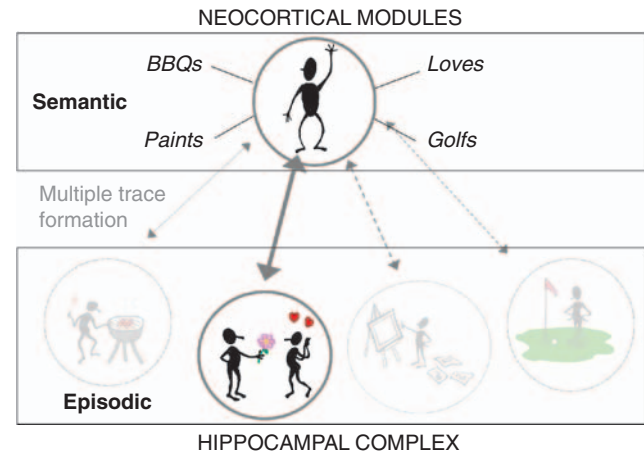 NEOCORTICAL MODULES
BBQs
Loves
Semantic
Paints
Golfs
Multiple trace
formation
Episodic
HIPPOCAMPAL COMPLEX